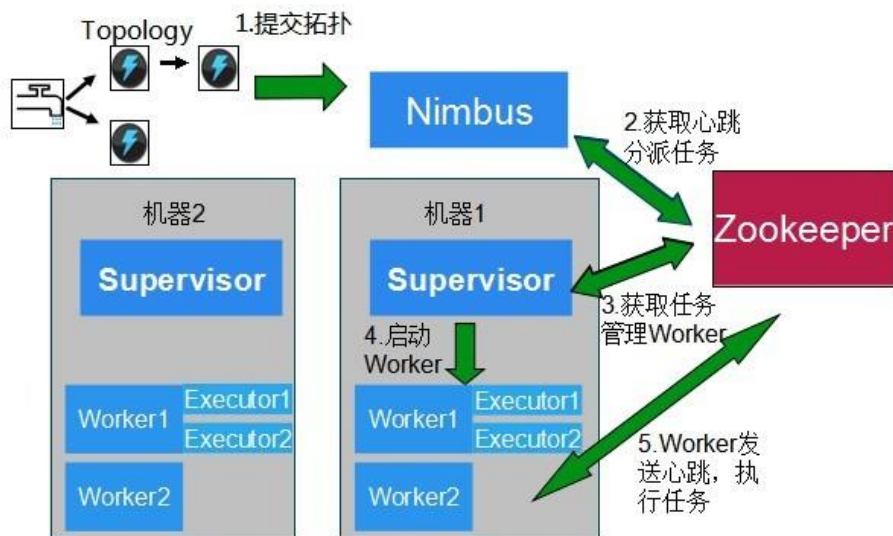 Topology
1.提交拓扑
Nimbus
2.获取心跳
分派任务
Zookeeper
机器2
Supervisor
Worker1
Executor1
Executor2
Worker2
机器1
Supervisor
3.获取任务
管理Worker
4.启动
Worker
Worker1
Executor1
Executor2
Worker2
5.Worker发
送心跳，执
行任务